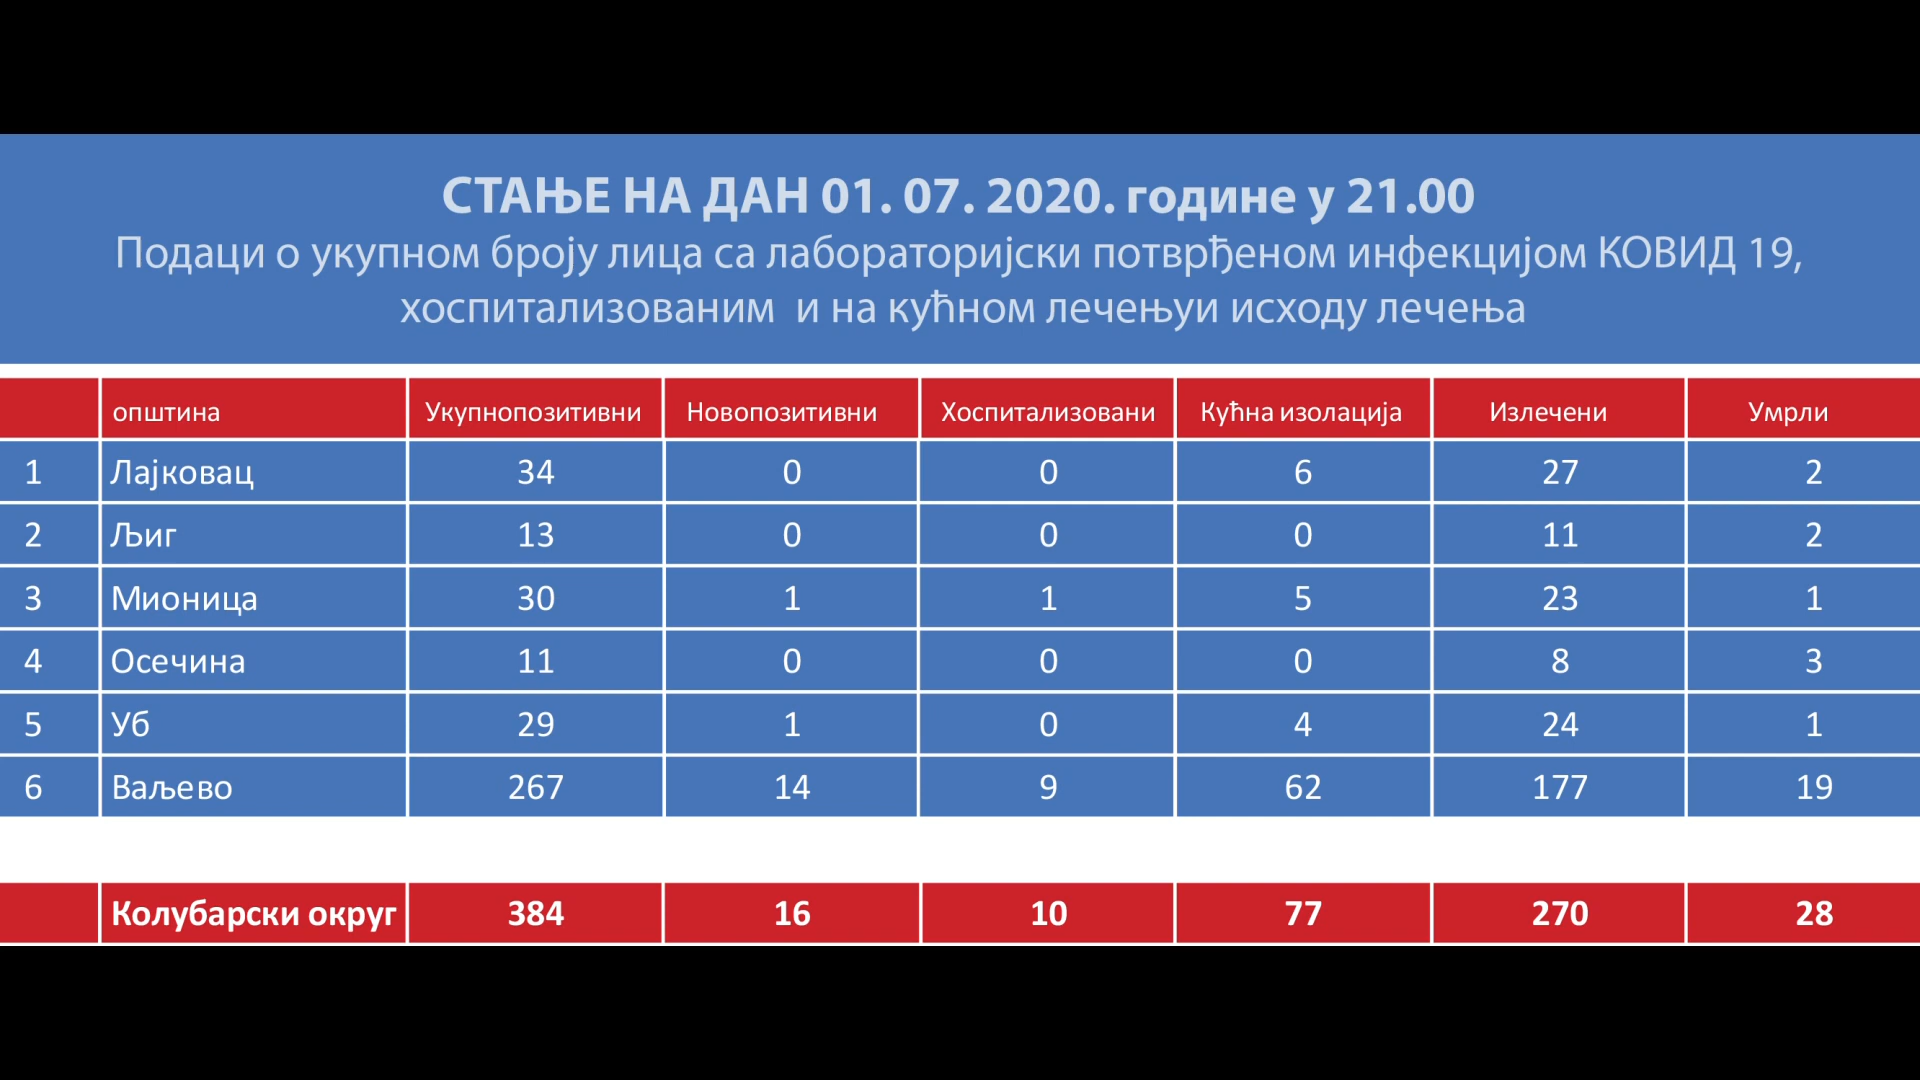 СТАЊЕ НА ДАН 01. 07. 2020. године у 21.00
Подаци о укупном броју лица са лабораторијски потврђеном инфекцијом КОВИД 19,
хоспитализованим и на кућном лечењуи исходу лечења
општина Укупнопозитивни Новопозитивни Хоспитализовани Кућна изолација Излечени Умрли
1 Лајковац 34 0 0 6 27 2
2 Љиг 13 0 0 0 11 2
3 Мионица 30 1 1 5 23 1
4 Осечина 11 0 0 0 8 3
5 Уб 29 1 0 4 24 1
6 Ваљево 267 14 9 62 177 19
Колубарски округ 384 16 10 77 270 28